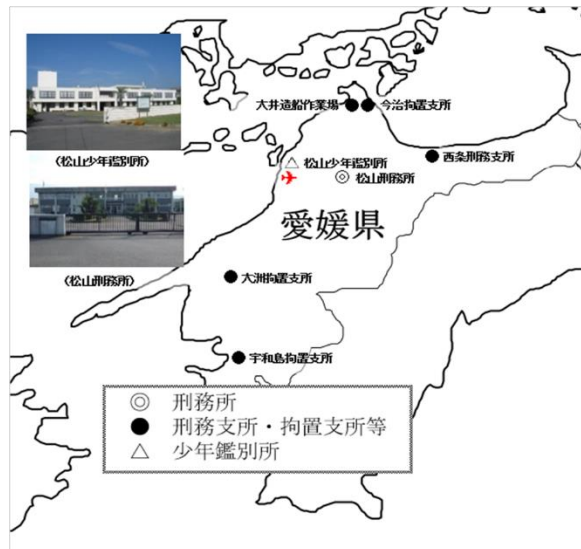 大井造船作業場
今治拘置支所
西条刑務支所
松山少年鑑別所
松山刑務所
(松山少年鑑別所)
愛媛県
(松山刑務所)
大洲拘置支所
宇和島拘置支所
◎ 刑務所
● 刑務支所・拘置支所等
△ 少年鑑別所